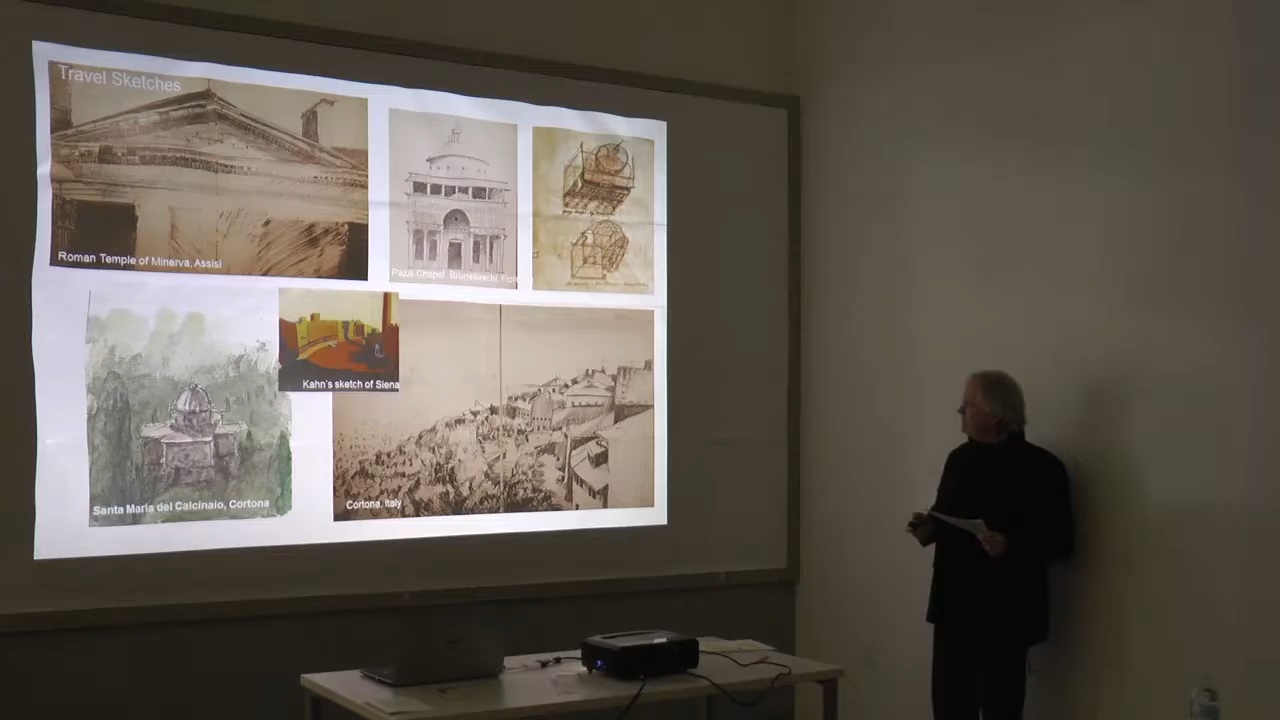 Travel Sketches
Roman Temple of Minerva, Assisi
Pazzi Chapel, Brunelleschi, Flor
Kahn's sketch of Siena
Santa Maria del Calcinaio, Cortona
Cortona, Italy